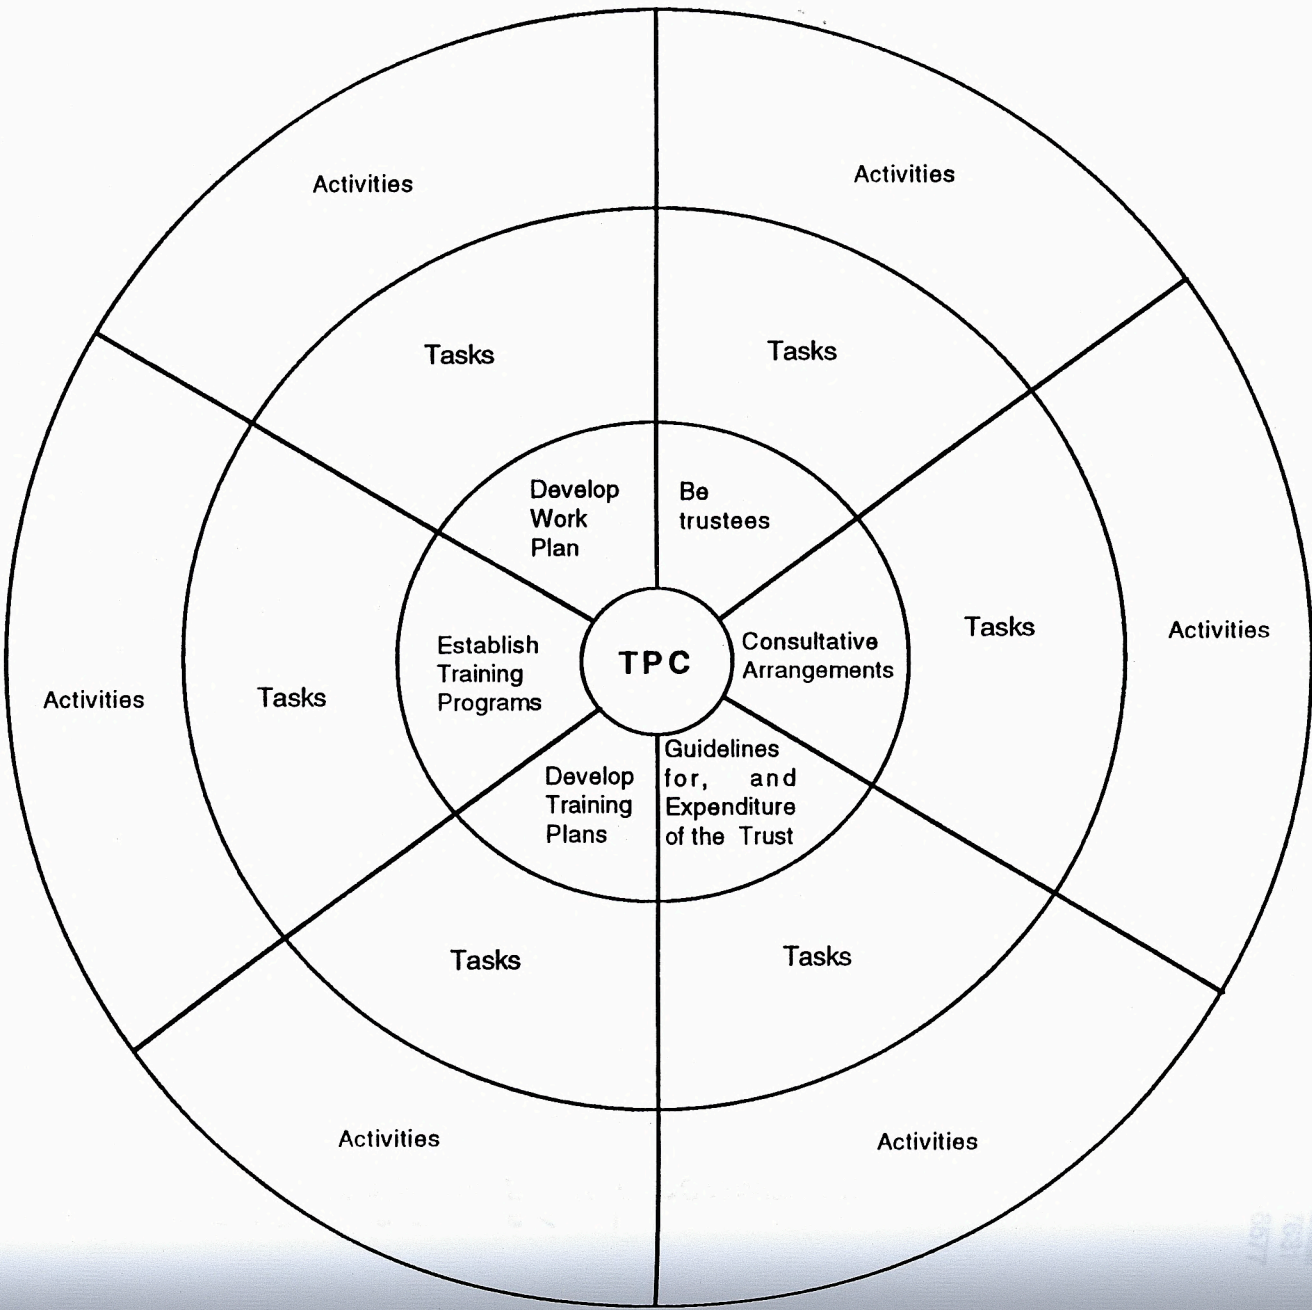 Activities
Activities
Tasks
Tasks
Develop
Work
Plan
Be
trustees
Establish
Training
Programs
TPC
Consultative
Arrangements
Tasks
Activities
Activities
Tasks
Develop
Training
Plans
Guidelines
for, and
Expenditure
of the Trust
Tasks
Tasks
Activities
Activities